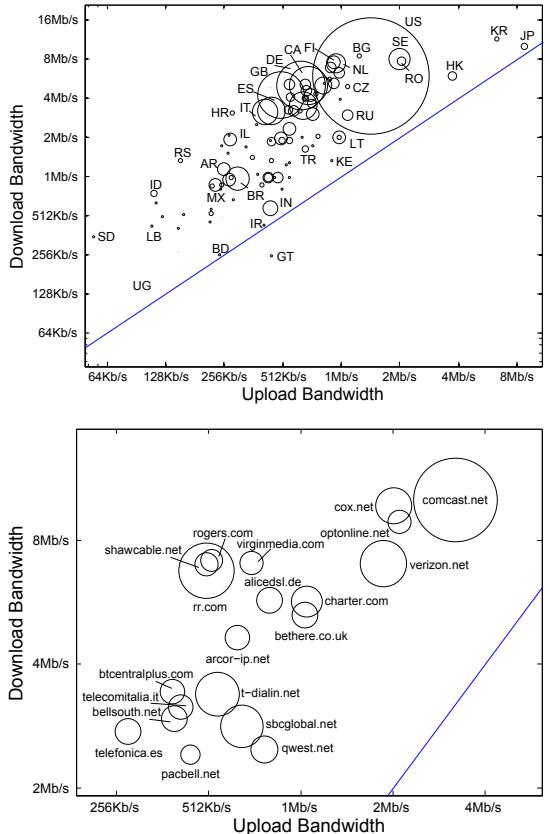 16Mb/s
8Mb/s
4Mb/s
2Mb/s
1Mb/s
512Kb/s
256Kb/s
128Kb/s
64Kb/s
Download Bandwidth
US
KR
JP
CA
FI
BG
SE
DE
GB
NL
RO
HK
ES
CZ
IT
HR
RU
IL
LT
RS
TR
KE
AR
ID
MX
BR
IN
SD
LB
IR
BD
GT
UG
64Kb/s 128Kb/s 256Kb/s 512Kb/s 1Mb/s 2Mb/s 4Mb/s 8Mb/s
Upload Bandwidth
8Mb/s
4Mb/s
2Mb/s
Download Bandwidth
comcast.net
cox.net
optonline.net
rogers.com
virginmedia.com
shawcable.net
verizon.net
alicedsl.de
rr.com
charter.com
bethere.co.uk
arcor-ip.net
btcentralplus.com
telecomitalia.it
t-dialin.net
bellsouth.net
sbcglobal.net
telefonica.es
qwest.net
pacbell.net
256Kb/s 512Kb/s 1Mb/s 2Mb/s 4Mb/s
Upload Bandwidth